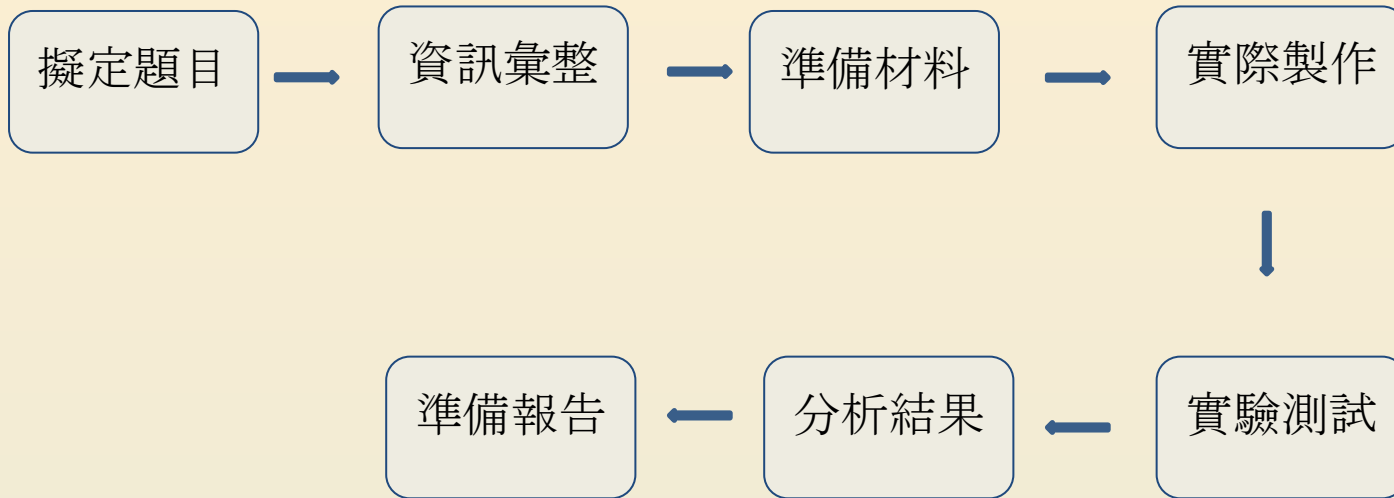 擬定題目
資訊彙整
準備材料
實際製作
實驗測試
分析結果
準備報告